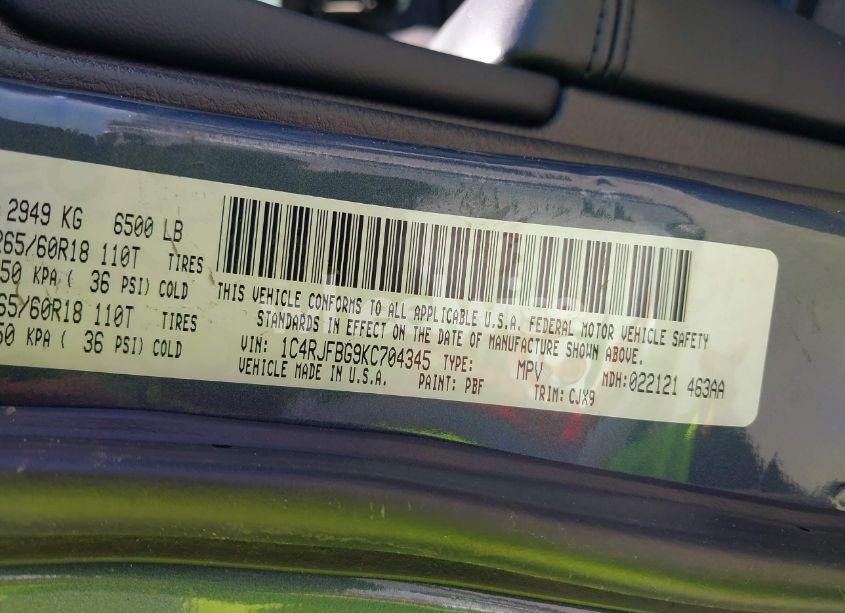 2949 KG 6500 LB
265/60R18 110T TIRES
50 KPA ( 36 PSI) COLD
65/60R18 110T TIRES
50 KPA ( 36 PSI) COLD
THIS VEHICLE CONFORMS TO ALL APPLICABLE U.S.A. FEDERAL MOTOR VEHICLE SAFETY
STANDARDS IN EFFECT ON THE DATE OF MANUFACTURE SHOWN ABOVE.
VIN: 1C4RJFBG9KC704345 TYPE: MPV MDH:022121 463AA
VEHICLE MADE IN U.S.A. PAINT: PBF TRIM: CJX9